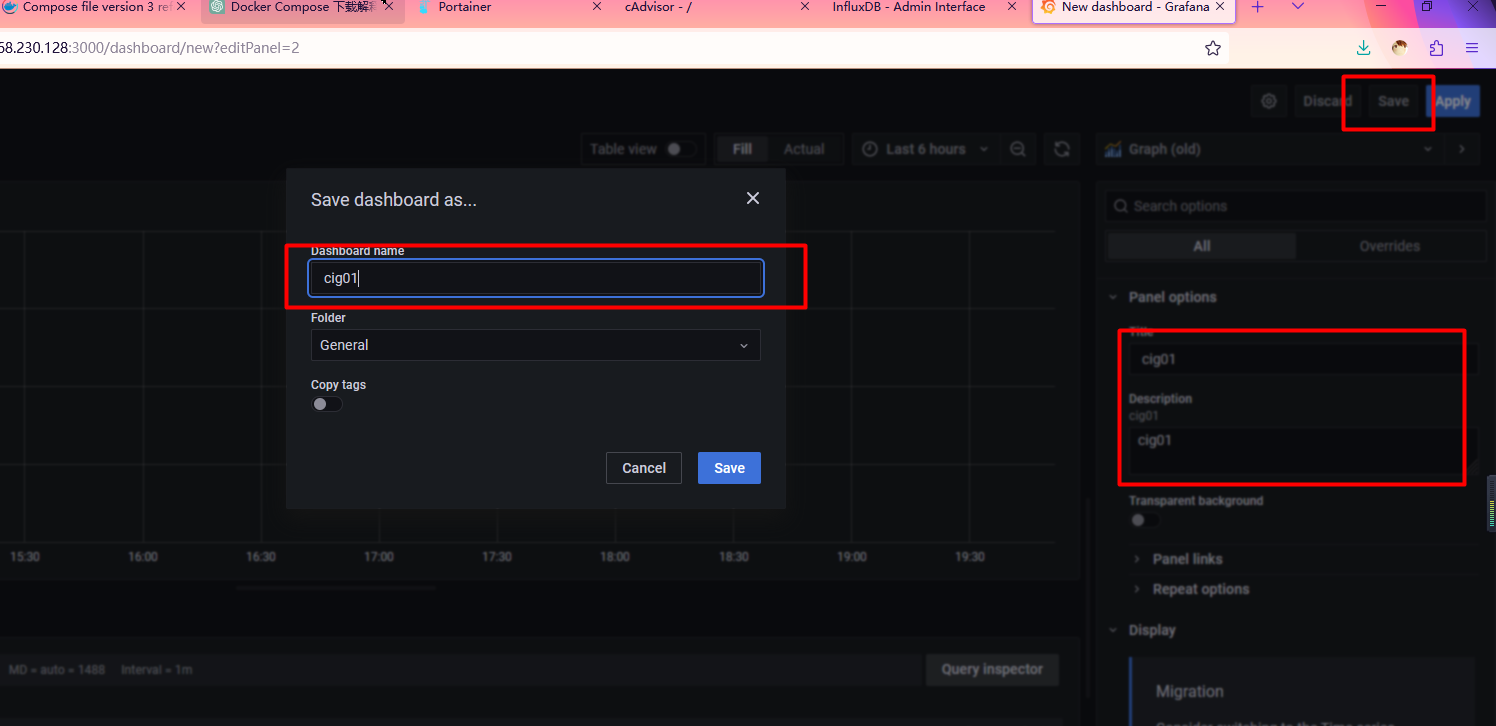 Compose file version 3 ref
Docker Compose 下载解
Portainer
cAdvisor - /
InfluxDB - Admin Interface
New dashboard - Grafana
58.230.128:3000/dashboard/new?editPanel=2
Discard
Save
Apply
Table view
Fill
Actual
Last 6 hours
Graph (old)
Save dashboard as...
Search options
All
Overrides
Dashboard name
cig01
Folder
General
Copy tags
Cancel
Save
Panel options
Title
cig01
Description
cig01
cig01
Transparent background
Panel links
Repeat options
Display
Migration
15:30
16:00
16:30
17:00
17:30
18:00
18:30
19:00
19:30
MD = auto = 1488
Interval = 1m
Query inspector